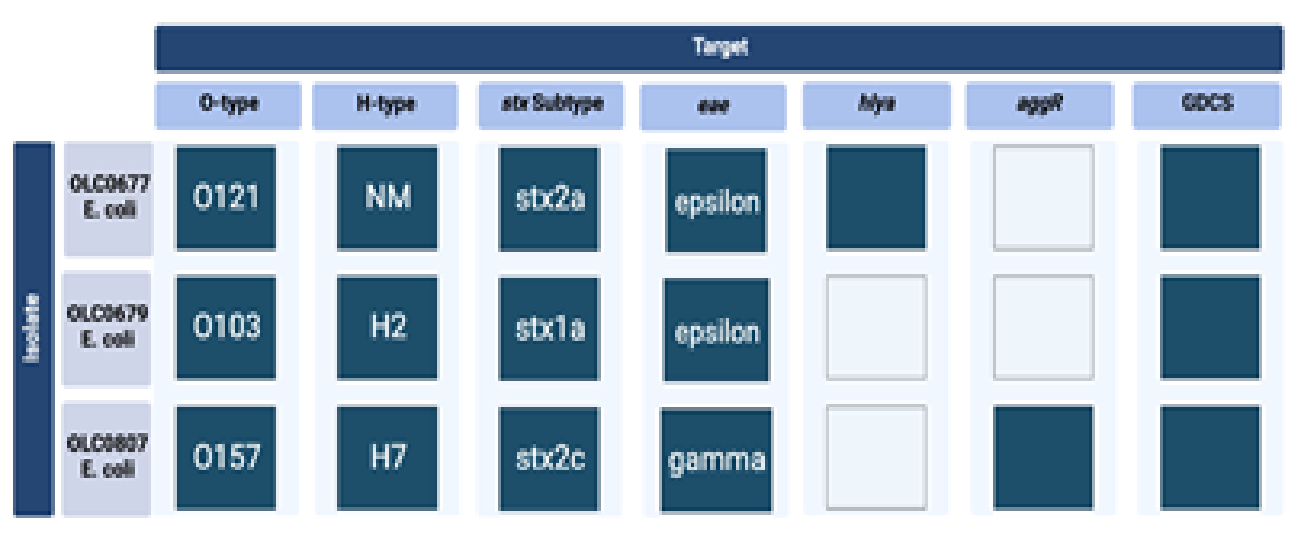 Target
O-type H-type stx Subtype eae hlya aggR GDCS
Isolate
OLC0677
E. coli
O121 NM stx2a epsilon
OLC0679
E. coli
O103 H2 stx1a epsilon
OLC0807
E. coli
O157 H7 stx2c gamma